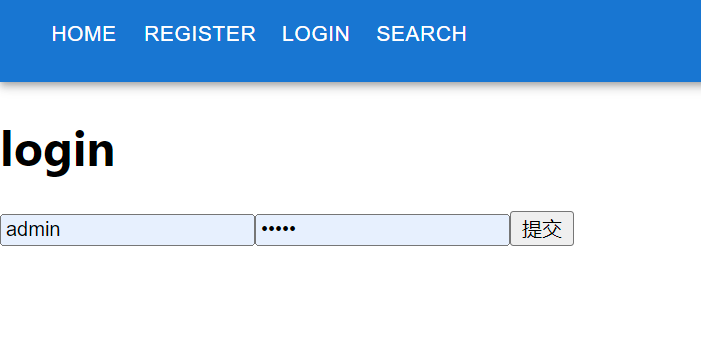 HOME REGISTER LOGIN SEARCH
login
admin ••••• 提交